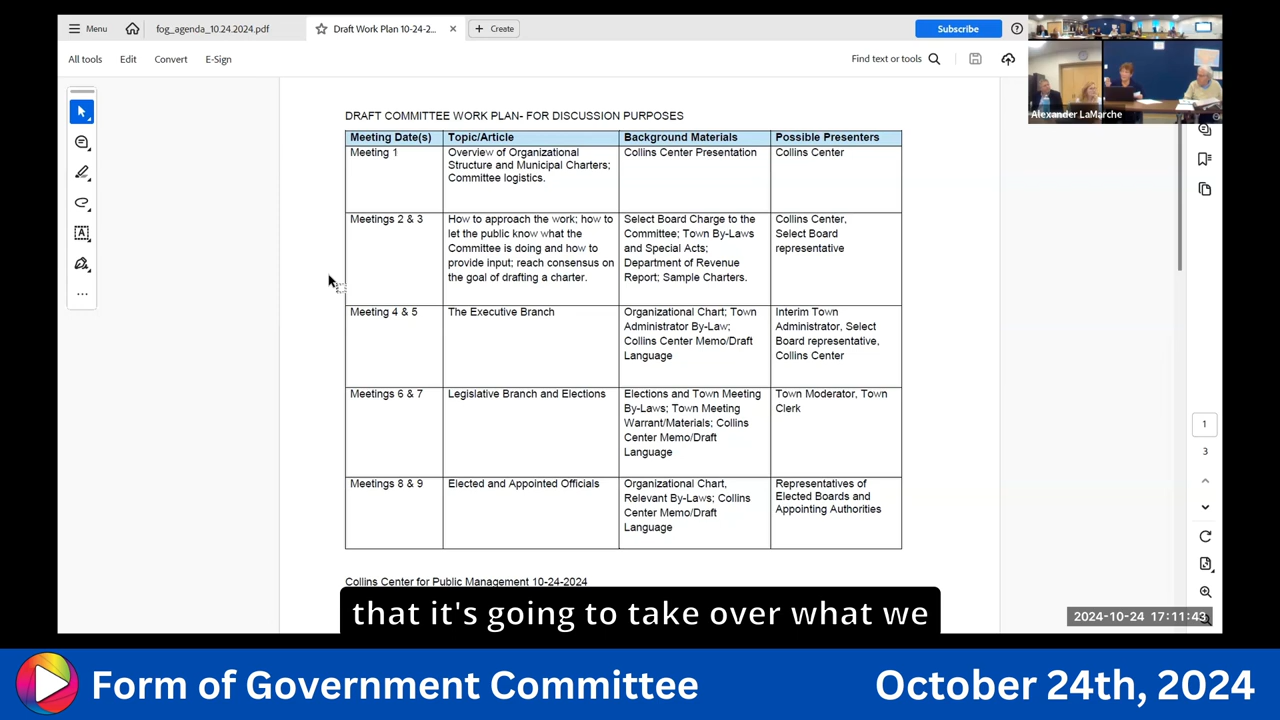 Menu
fog_agenda_10.24.2024.pdf
Draft Work Plan 10-24-2...
Create
Subscribe
All tools
Edit
Convert
E-Sign
Find text or tools
Alexander LaMarche
DRAFT COMMITTEE WORK PLAN- FOR DISCUSSION PURPOSES
Meeting Date(s)
Topic/Article
Background Materials
Possible Presenters
Meeting 1
Overview of Organizational
Structure and Municipal Charters;
Committee logistics.
Collins Center Presentation
Collins Center
Meetings 2 & 3
How to approach the work; how to
let the public know what the
Committee is doing and how to
provide input; reach consensus on
the goal of drafting a charter.
Select Board Charge to the
Committee; Town By-Laws
and Special Acts;
Department of Revenue
Report; Sample Charters.
Collins Center,
Select Board
representative
Meeting 4 & 5
The Executive Branch
Organizational Chart; Town
Administrator By-Law;
Collins Center Memo/Draft
Language
Interim Town
Administrator, Select
Board representative,
Collins Center
Meetings 6 & 7
Legislative Branch and Elections
Elections and Town Meeting
By-Laws; Town Meeting
Warrant/Materials; Collins
Center Memo/Draft
Language
Town Moderator, Town
Clerk
Meetings 8 & 9
Elected and Appointed Officials
Organizational Chart,
Relevant By-Laws; Collins
Center Memo/Draft
Language
Representatives of
Elected Boards and
Appointing Authorities
Collins Center for Public Management 10-24-2024
1
3
that it's going to take over what we
2024-10-24 17:11:43
Form of Government Committee
October 24th, 2024